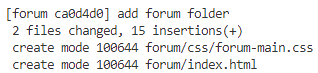 [forum ca0d4d0] add forum folder
 2 files changed, 15 insertions(+)
 create mode 100644 forum/css/forum-main.css
 create mode 100644 forum/index.html